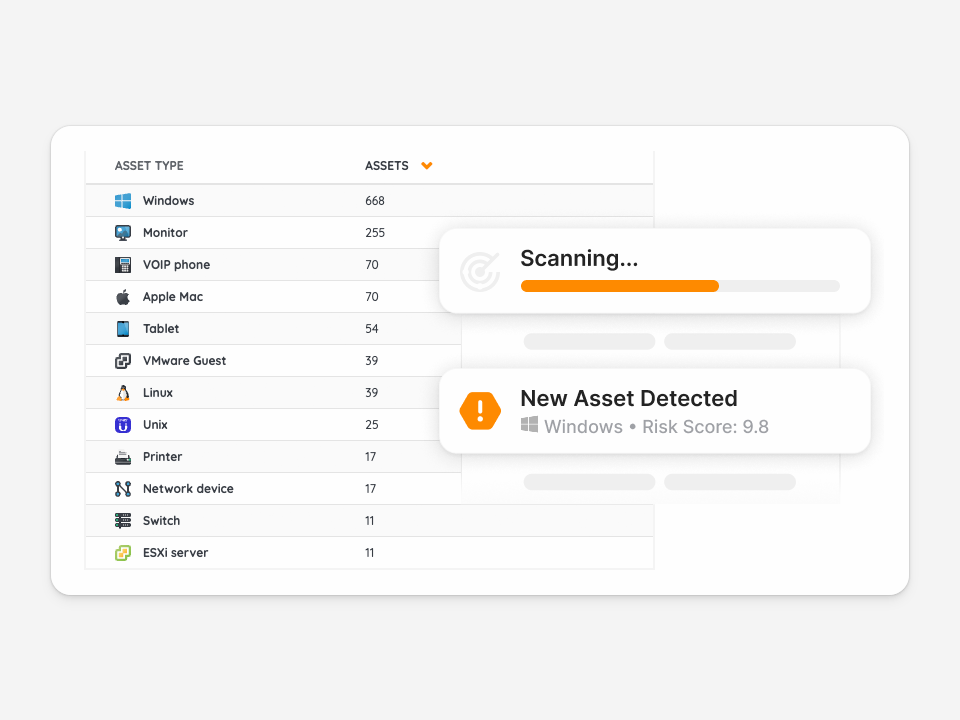 ASSET TYPE ASSETS
Windows 668
Monitor 255
VOIP phone 70
Apple Mac 70
Tablet 54
VMware Guest 39
Linux 39
Unix 25
Printer 17
Network device 17
Switch 11
ESXi server 11
Scanning...
New Asset Detected
Windows • Risk Score: 9.8